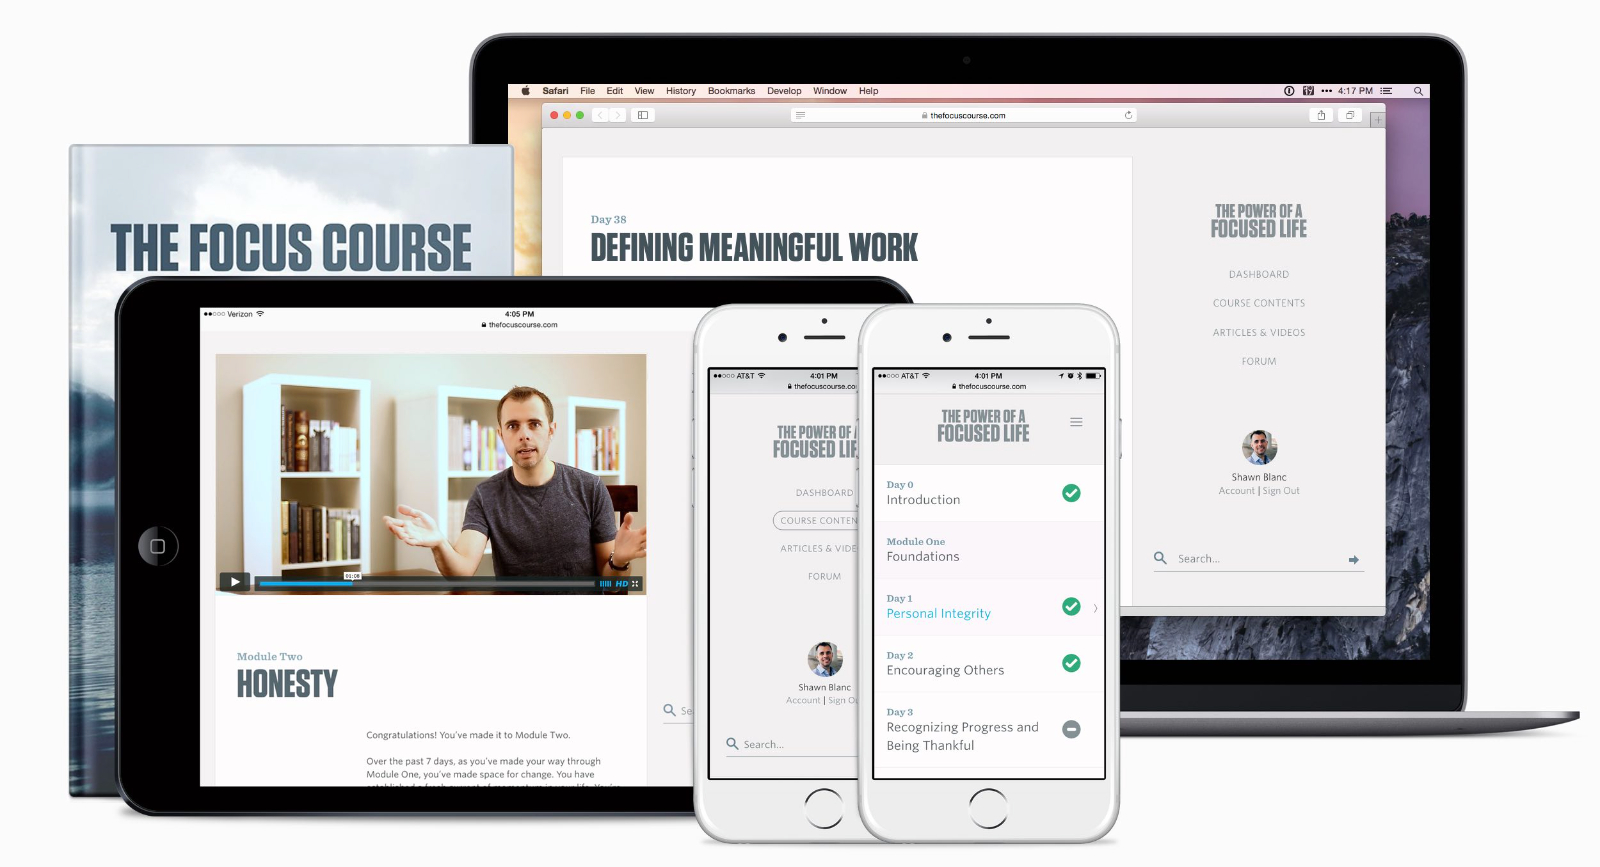 Safari File Edit View History Bookmarks Develop Window Help 4:17 PM
thefocuscourse.com
THE FOCUS COURSE
Day 38
DEFINING MEANINGFUL WORK
THE POWER OF A
FOCUSED LIFE
DASHBOARD
COURSE CONTENTS
ARTICLES & VIDEOS
FORUM
Shawn Blanc
Account | Sign Out
Search...
Verizon 4:05 PM
thefocuscourse.com
01:08
HD
Module Two
HONESTY
Se
Congratulations! You've made it to Module Two.
Over the past 7 days, as you've made your way through
Module One, you've made space for change. You have
AT&T 4:01 PM
thefocuscourse.co
THE POWER OF
FOCUSED LIF
DASHBOARD
COURSE CONTEN
ARTICLES & VIDE
FORUM
Shawn Blanc
Account | Sign Ou
Search...
AT&T 4:01 PM
thefocuscourse.com
THE POWER OF A
FOCUSED LIFE
Day 0
Introduction
Module One
Foundations
Day 1
Personal Integrity
Day 2
Encouraging Others
Day 3
Recognizing Progress and
Being Thankful